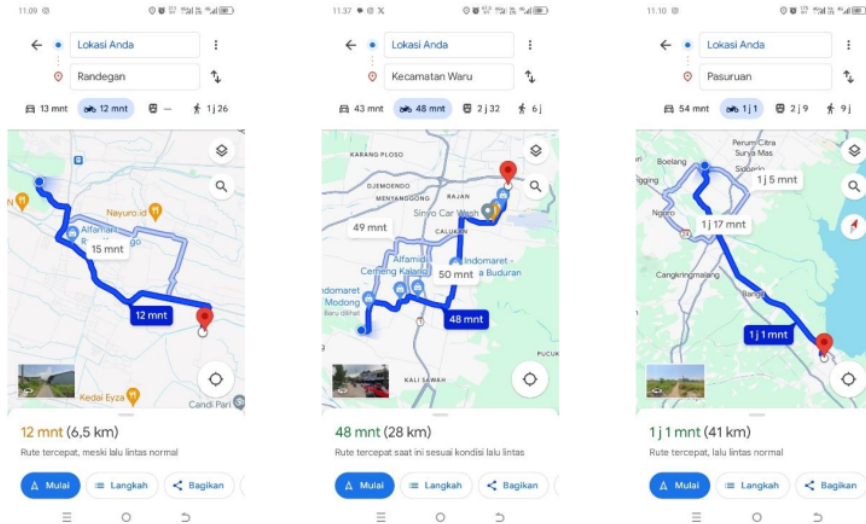 11.09
Lokasi Anda
Randegan
13 mnt
12 mnt
—
1 j 26
Nayuro.id
Alfamart
15 mnt
12 mnt
Kedai Eyza
Candi Pari
12 mnt (6,5 km)
Rute tercepat, meski lalu lintas normal
Mulai
Langkah
Bagikan
11.37
Lokasi Anda
Kecamatan Waru
43 mnt
48 mnt
2 j 32
6 j
KARANG PLOSO
DJEMOENDO
MENYANGGONG
RAJAN
Sinyo Car Wash
49 mnt
CALUKAN
Alfamidi
Cemeng Kalang
Indomaret -
a Buduran
50 mnt
ndomaret
Modong
Baru dilihat
48 mnt
PUCUK
KALI SAWAH
48 mnt (28 km)
Rute tercepat saat ini sesuai kondisi lalu lintas
Mulai
Langkah
Bagikan
11.10
Lokasi Anda
Pasuruan
54 mnt
1 j 1
2 j 9
9 j
Perum Citra
Surya Mas
Boelang
Sidoerjo
1 j 5 mnt
gging
Ngoro
1 j 17 mnt
Cangkringmalang
Bangil
1 j 1 mnt
1 j 1 mnt (41 km)
Rute tercepat, lalu lintas normal
Mulai
Langkah
Bagikan